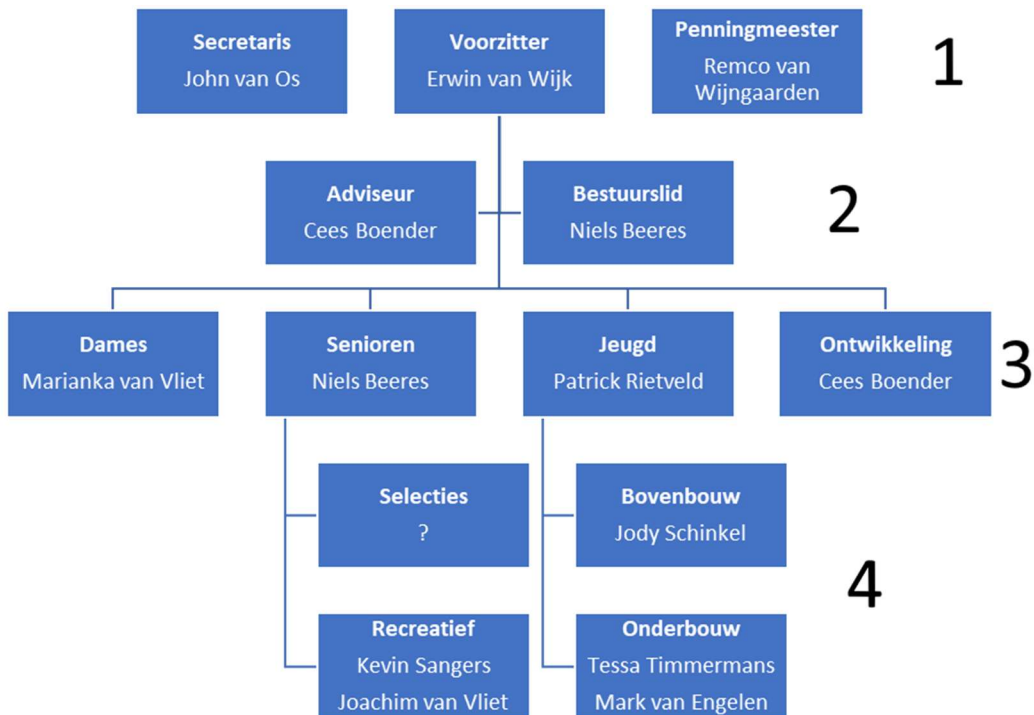 Secretaris
John van Os
Voorzitter
Erwin van Wijk
Penningmeester
Remco van
Wijngaarden
1
Adviseur
Cees Boender
Bestuurslid
Niels Beeres
2
Dames
Marianka van Vliet
Senioren
Niels Beeres
Jeugd
Patrick Rietveld
Ontwikkeling
Cees Boender
3
Selecties
?
Bovenbouw
Jody Schinkel
4
Recreatief
Kevin Sangers
Joachim van Vliet
Onderbouw
Tessa Timmermans
Mark van Engelen